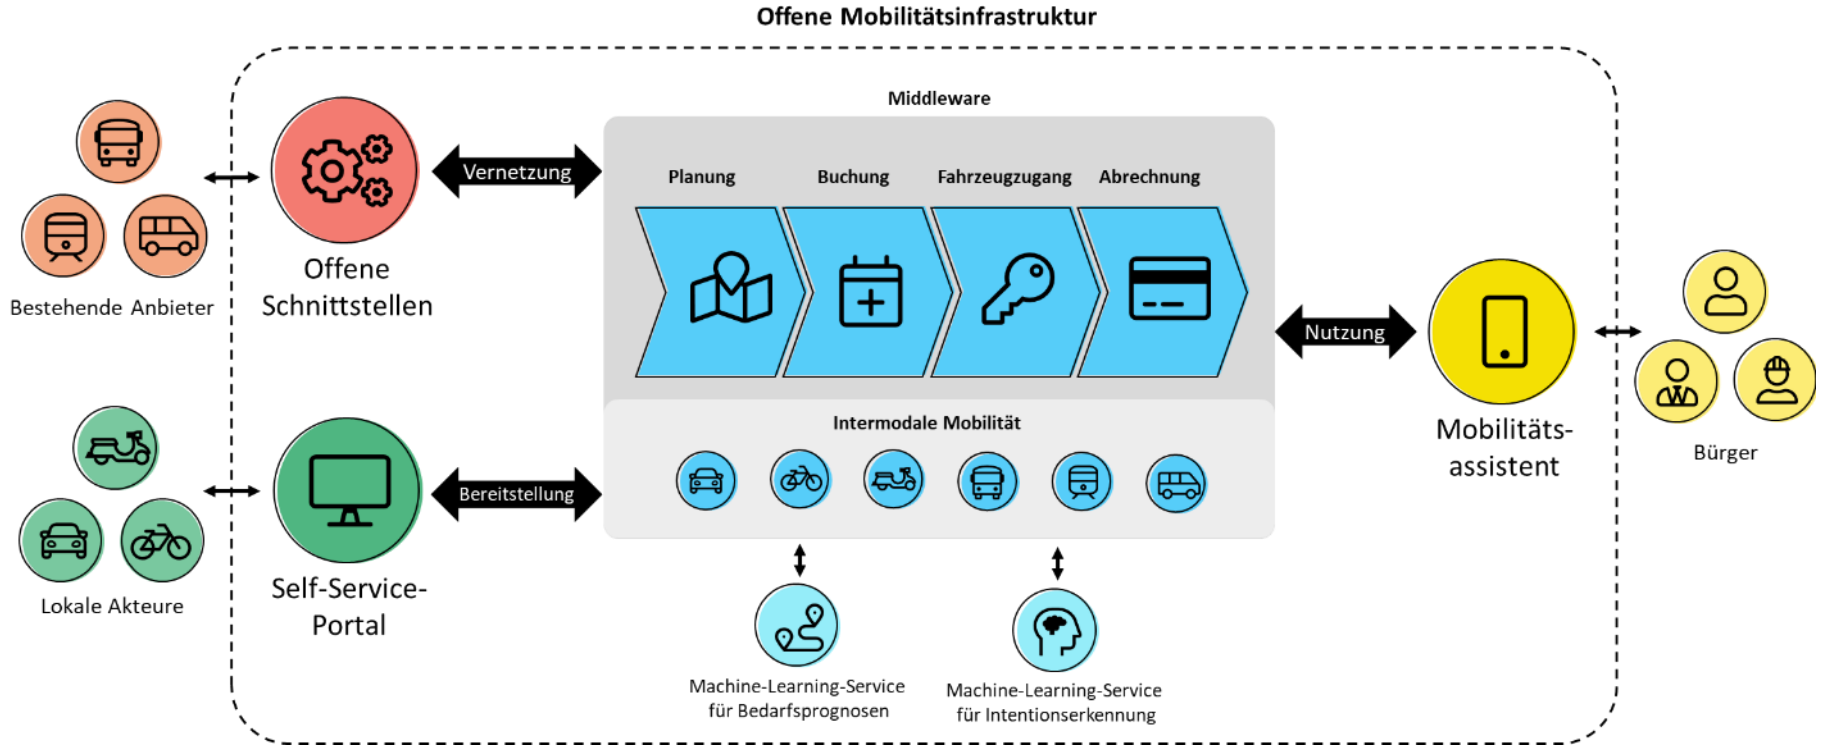 Offene Mobilitätsinfrastruktur
Middleware
Planung
Buchung
Fahrzeugzugang
Abrechnung
Vernetzung
Offene
Schnittstellen
Bestehende Anbieter
Nutzung
Mobilitäts-
assistent
Bürger
Intermodale Mobilität
Bereitstellung
Self-Service-
Portal
Lokale Akteure
Machine-Learning-Service
für Bedarfsprognosen
Machine-Learning-Service
für Intentionserkennung